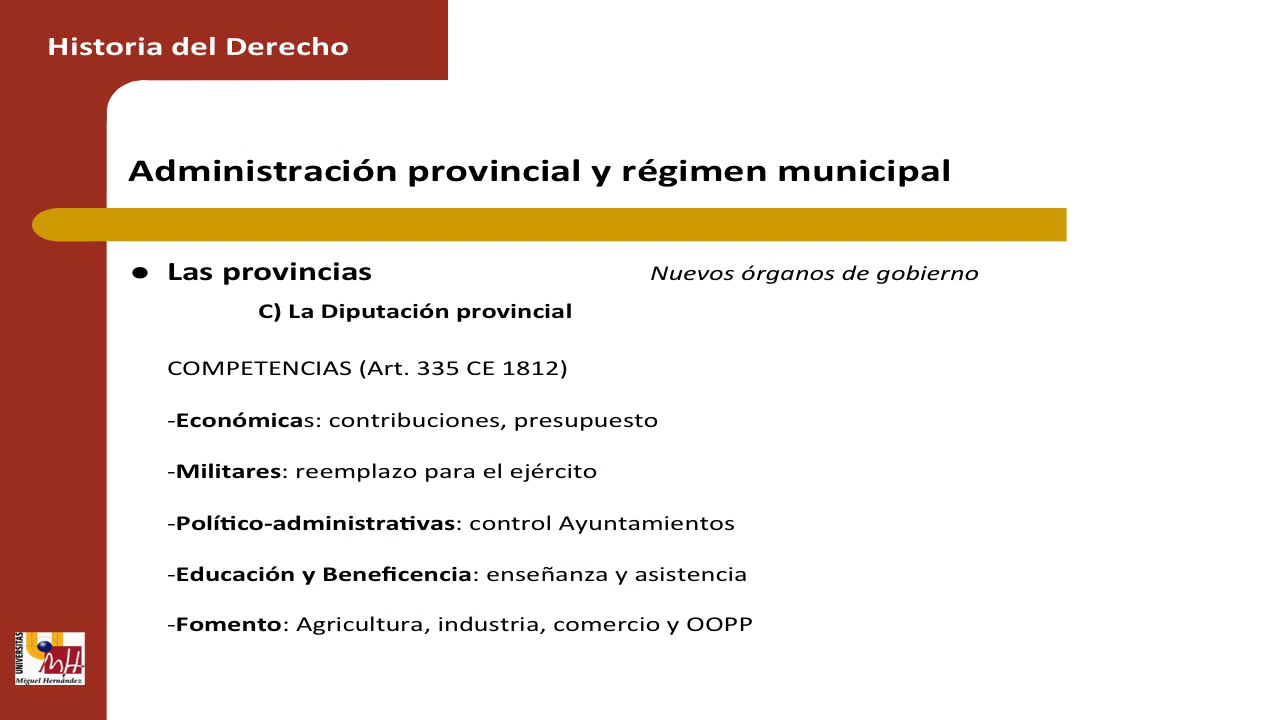 Historia del Derecho
Administración provincial y régimen municipal
● Las provincias Nuevos órganos de gobierno
C) La Diputación provincial
COMPETENCIAS (Art. 335 CE 1812)
-Económicas: contribuciones, presupuesto
-Militares: reemplazo para el ejército
-Político-administrativas: control Ayuntamientos
-Educación y Beneficencia: enseñanza y asistencia
-Fomento: Agricultura, industria, comercio y OOPP
UNIVERSITAS
Miguel Hernández